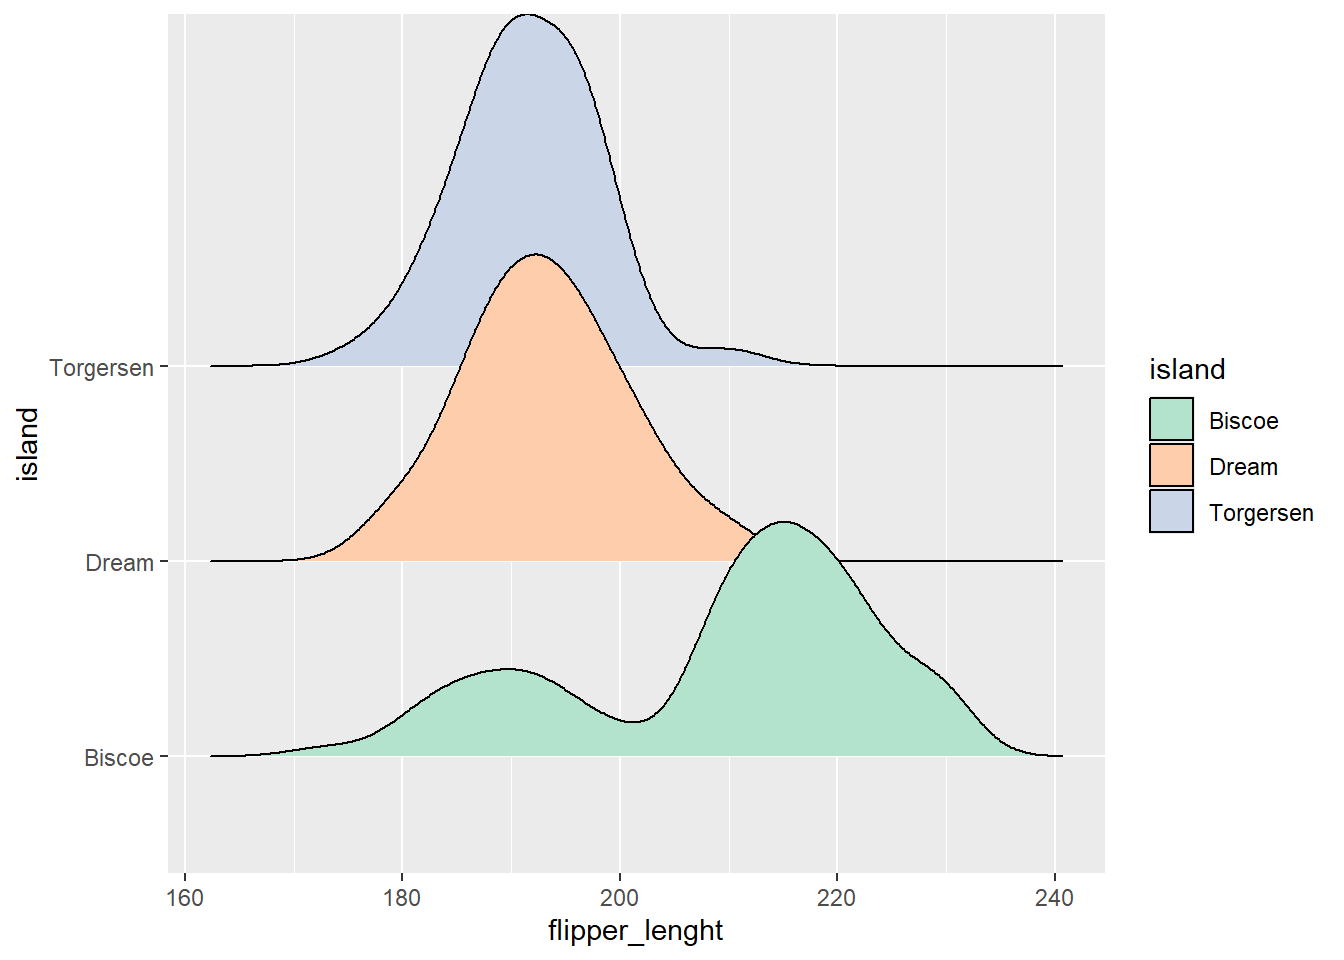 island
Torgersen
Dream
Biscoe
160 180 200 220 240
flipper_lenght
island
Biscoe
Dream
Torgersen